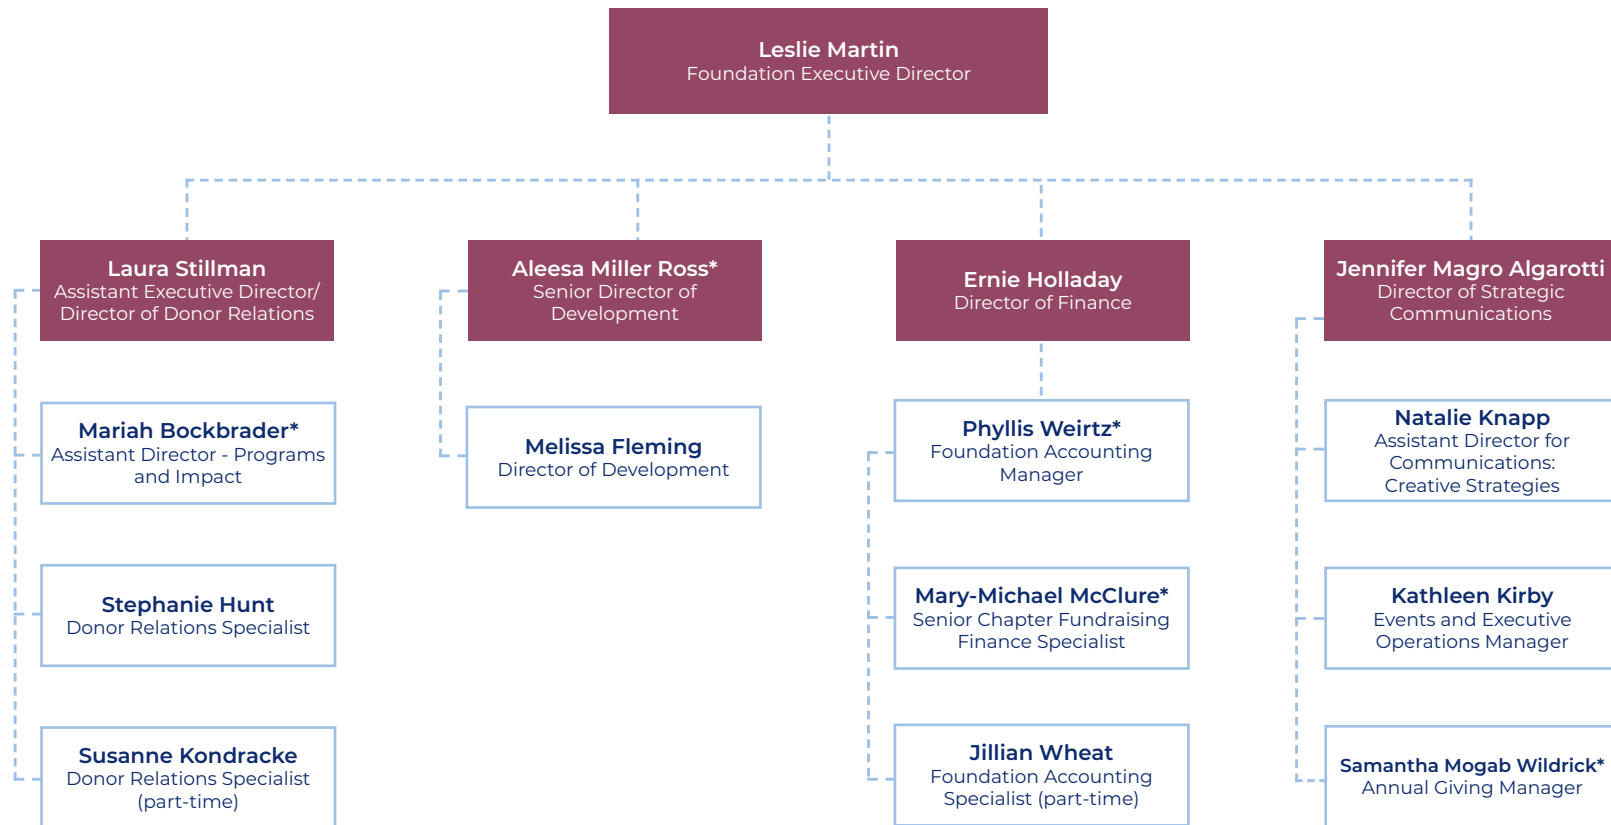 Leslie Martin
Foundation Executive Director
Laura Stillman
Assistant Executive Director/
Director of Donor Relations
Mariah Bockbrader*
Assistant Director - Programs
and Impact
Stephanie Hunt
Donor Relations Specialist
Susanne Kondracke
Donor Relations Specialist
(part-time)
Aleesa Miller Ross*
Senior Director of
Development
Melissa Fleming
Director of Development
Ernie Holladay
Director of Finance
Phyllis Weirtz*
Foundation Accounting
Manager
Mary-Michael McClure*
Senior Chapter Fundraising
Finance Specialist
Jillian Wheat
Foundation Accounting
Specialist (part-time)
Jennifer Magro Algarotti
Director of Strategic
Communications
Natalie Knapp
Assistant Director for
Communications:
Creative Strategies
Kathleen Kirby
Events and Executive
Operations Manager
Samantha Mogab Wildrick*
Annual Giving Manager